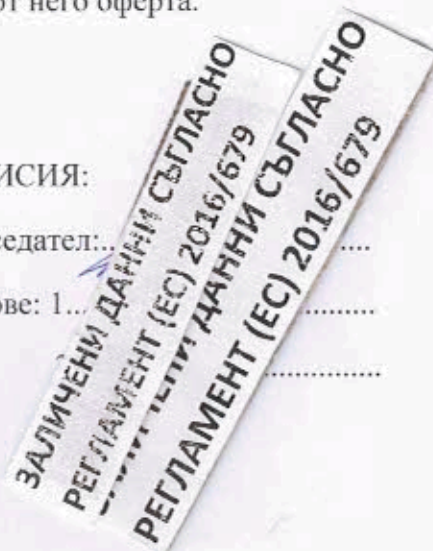 от него оферта.
ИСИЯ:
седател:..
....
ове: 1...
..........
...............
ЗАЛИЧЕНИ ДАННИ СЪГЛАСНО
РЕГЛАМЕНТ (ЕС) 2016/679
ДАННИ СЪГЛАСНО
РЕГЛАМЕНТ (ЕС) 2016/679